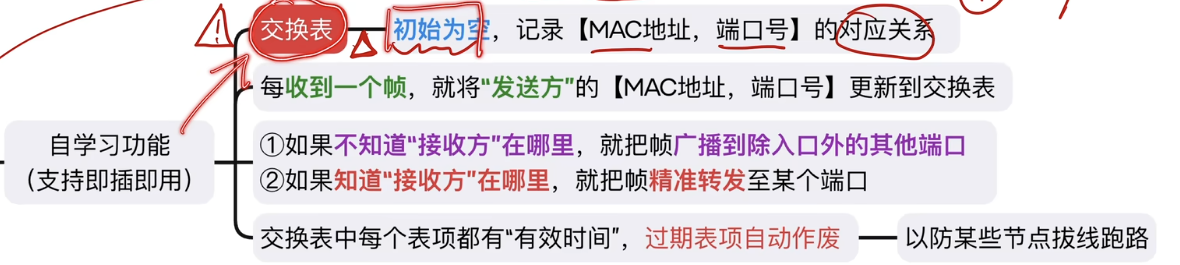 交换表
初始为空，记录【MAC地址，端口号】的对应关系
每收到一个帧，就将“发送方”的【MAC地址，端口号】更新到交换表
自学习功能
（支持即插即用）
①如果不知道“接收方”在哪里，就把帧广播到除入口外的其他端口
②如果知道“接收方”在哪里，就把帧精准转发至某个端口
交换表中每个表项都有“有效时间”，过期表项自动作废
以防某些节点拔线跑路